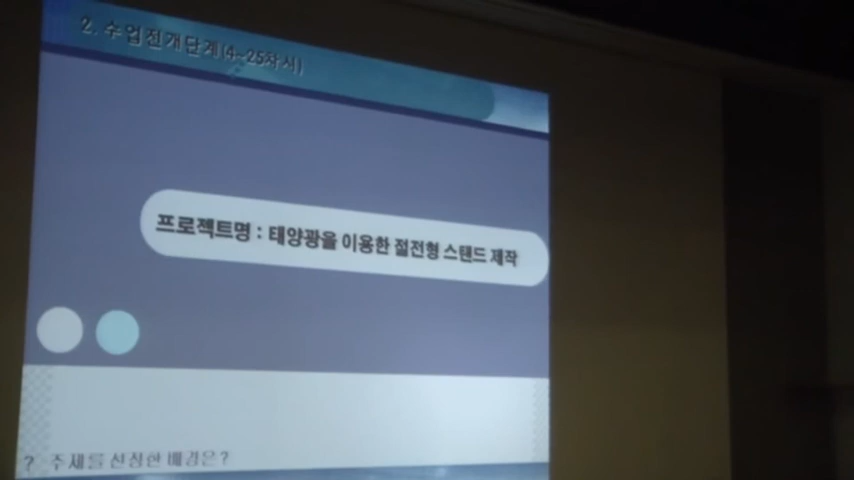 2. 수업전개단계(4~25차시)
프로젝트명 : 태양광을 이용한 절전형 스탠드 제작
? 주제를 선정한 배경은?